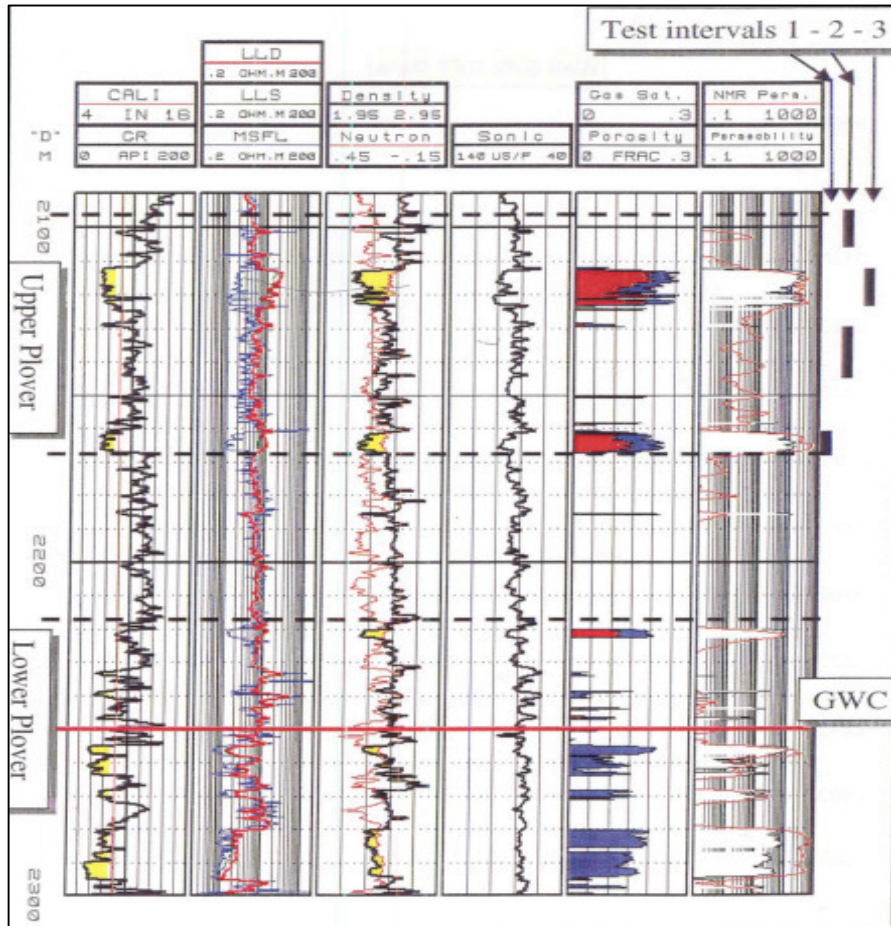 Test intervals 1 - 2 - 3
LLD
.2 OHM.M 200
CALI
4 IN 16
LLS
.2 OHM.M 200
Density
1.95 2.95
Gas Sat.
0 .3
NMR Perm.
.1 1000
"D"
M
GR
0 API 200
MSFL
.2 OHM.M 200
Neutron
.45 -.15
Sonic
140 US/F 40
Porosity
0 FRAC .3
Permeability
.1 1000
2100
Upper Plover
2200
Lower Plover
GWC
2300